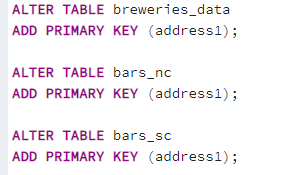 ALTER TABLE breweries_data
ADD PRIMARY KEY (address1);
ALTER TABLE bars_nc
ADD PRIMARY KEY (address1);
ALTER TABLE bars_sc
ADD PRIMARY KEY (address1);